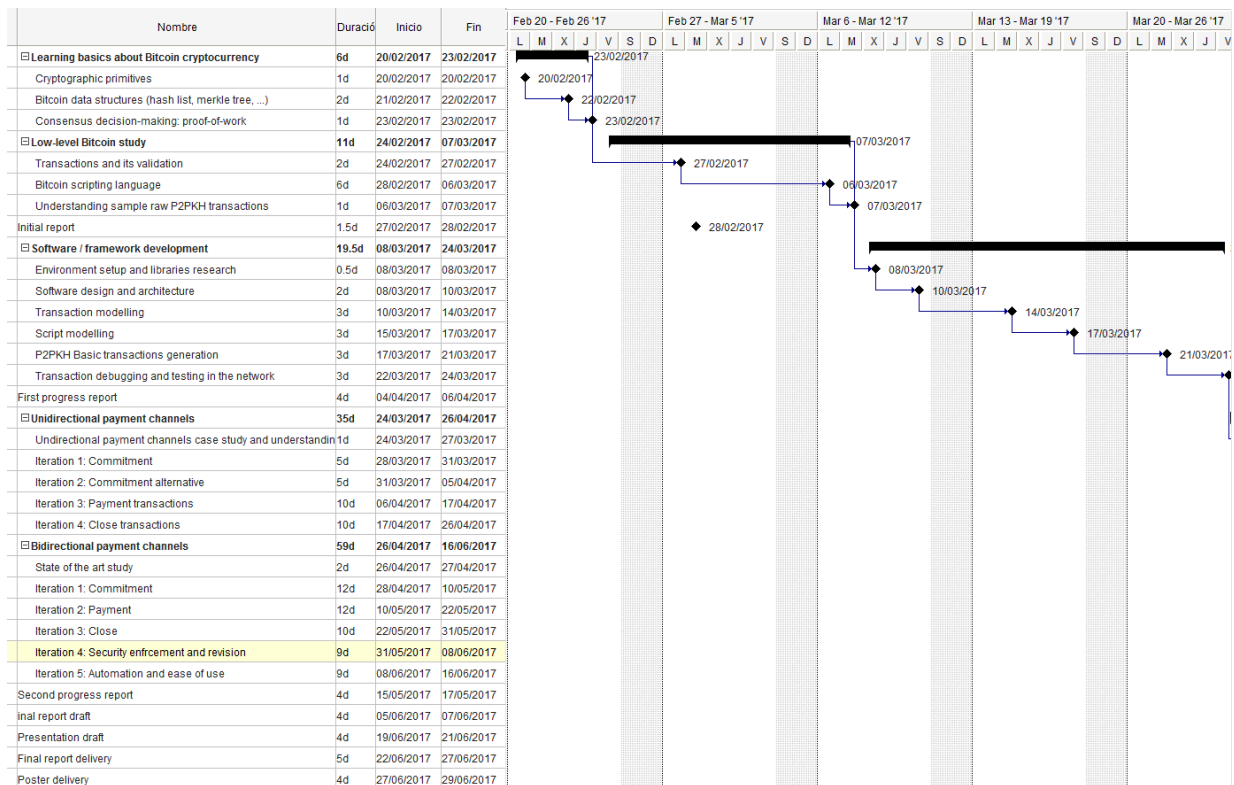 Nombre Duració Inicio Fin Feb 20 - Feb 26 '17 Feb 27 - Mar 5 '17 Mar 6 - Mar 12 '17 Mar 13 - Mar 19 '17 Mar 20 - Mar 26 '17
L M X J V S D L M X J V S D L M X J V S D L M X J V S D L M X J V
Learning basics about Bitcoin cryptocurrency 6d 20/02/2017 23/02/2017 23/02/2017
Cryptographic primitives 1d 20/02/2017 20/02/2017 20/02/2017
Bitcoin data structures (hash list, merkle tree, ...) 2d 21/02/2017 22/02/2017 22/02/2017
Consensus decision-making: proof-of-work 1d 23/02/2017 23/02/2017 23/02/2017
Low-level Bitcoin study 11d 24/02/2017 07/03/2017 07/03/2017
Transactions and its validation 2d 24/02/2017 27/02/2017 27/02/2017
Bitcoin scripting language 6d 28/02/2017 06/03/2017 06/03/2017
Understanding sample raw P2PKH transactions 1d 06/03/2017 07/03/2017 07/03/2017
Initial report 1.5d 27/02/2017 28/02/2017 28/02/2017
Software / framework development 19.5d 08/03/2017 24/03/2017
Environment setup and libraries research 0.5d 08/03/2017 08/03/2017 08/03/2017
Software design and architecture 2d 08/03/2017 10/03/2017 10/03/2017
Transaction modelling 3d 10/03/2017 14/03/2017 14/03/2017
Script modelling 3d 15/03/2017 17/03/2017 17/03/2017
P2PKH Basic transactions generation 3d 17/03/2017 21/03/2017 21/03/2017
Transaction debugging and testing in the network 3d 22/03/2017 24/03/2017
First progress report 4d 04/04/2017 06/04/2017
Unidirectional payment channels 35d 24/03/2017 26/04/2017
Undirectional payment channels case study and understandin 1d 24/03/2017 27/03/2017
Iteration 1: Commitment 5d 28/03/2017 31/03/2017
Iteration 2: Commitment alternative 5d 31/03/2017 05/04/2017
Iteration 3: Payment transactions 10d 06/04/2017 17/04/2017
Iteration 4: Close transactions 10d 17/04/2017 26/04/2017
Bidirectional payment channels 59d 26/04/2017 16/06/2017
State of the art study 2d 26/04/2017 27/04/2017
Iteration 1: Commitment 12d 28/04/2017 10/05/2017
Iteration 2: Payment 12d 10/05/2017 22/05/2017
Iteration 3: Close 10d 22/05/2017 31/05/2017
Iteration 4: Security enfrcement and revision 9d 31/05/2017 08/06/2017
Iteration 5: Automation and ease of use 9d 08/06/2017 16/06/2017
Second progress report 4d 15/05/2017 17/05/2017
inal report draft 4d 05/06/2017 07/06/2017
Presentation draft 4d 19/06/2017 21/06/2017
Final report delivery 5d 22/06/2017 27/06/2017
Poster delivery 4d 27/06/2017 29/06/2017